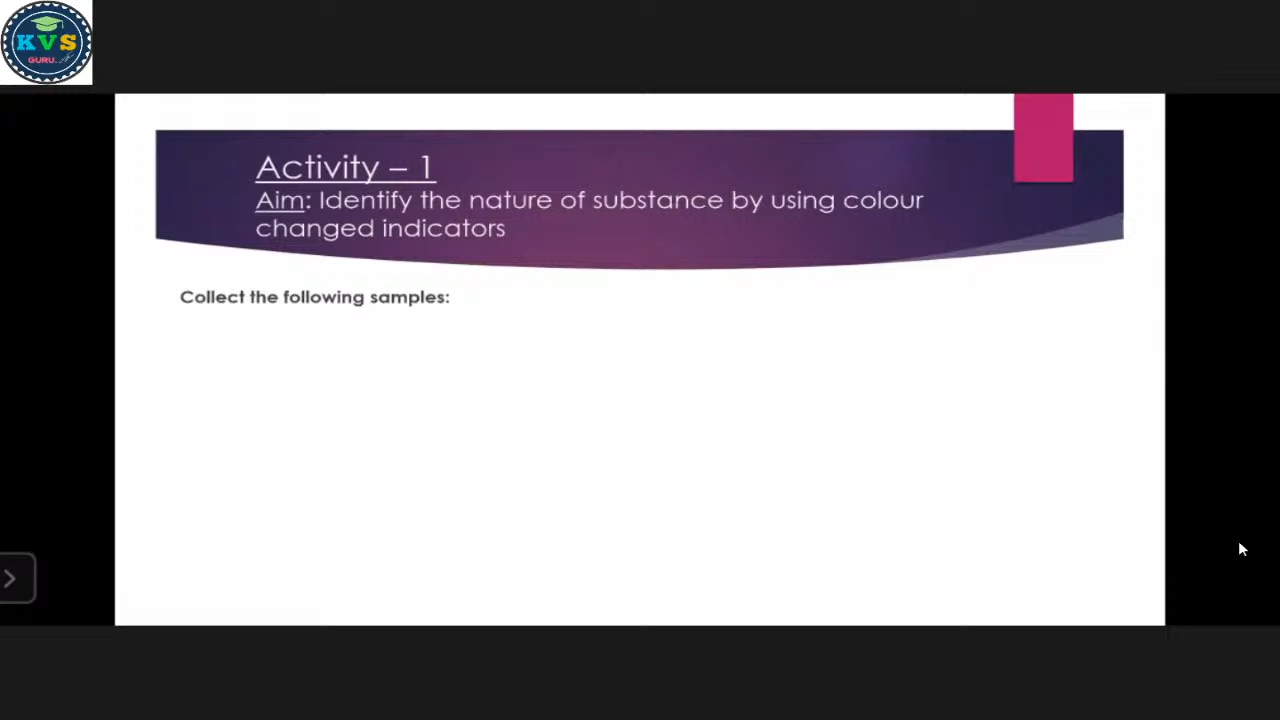 KVS
GURU
Activity – 1
Aim: Identify the nature of substance by using colour
changed indicators
Collect the following samples: